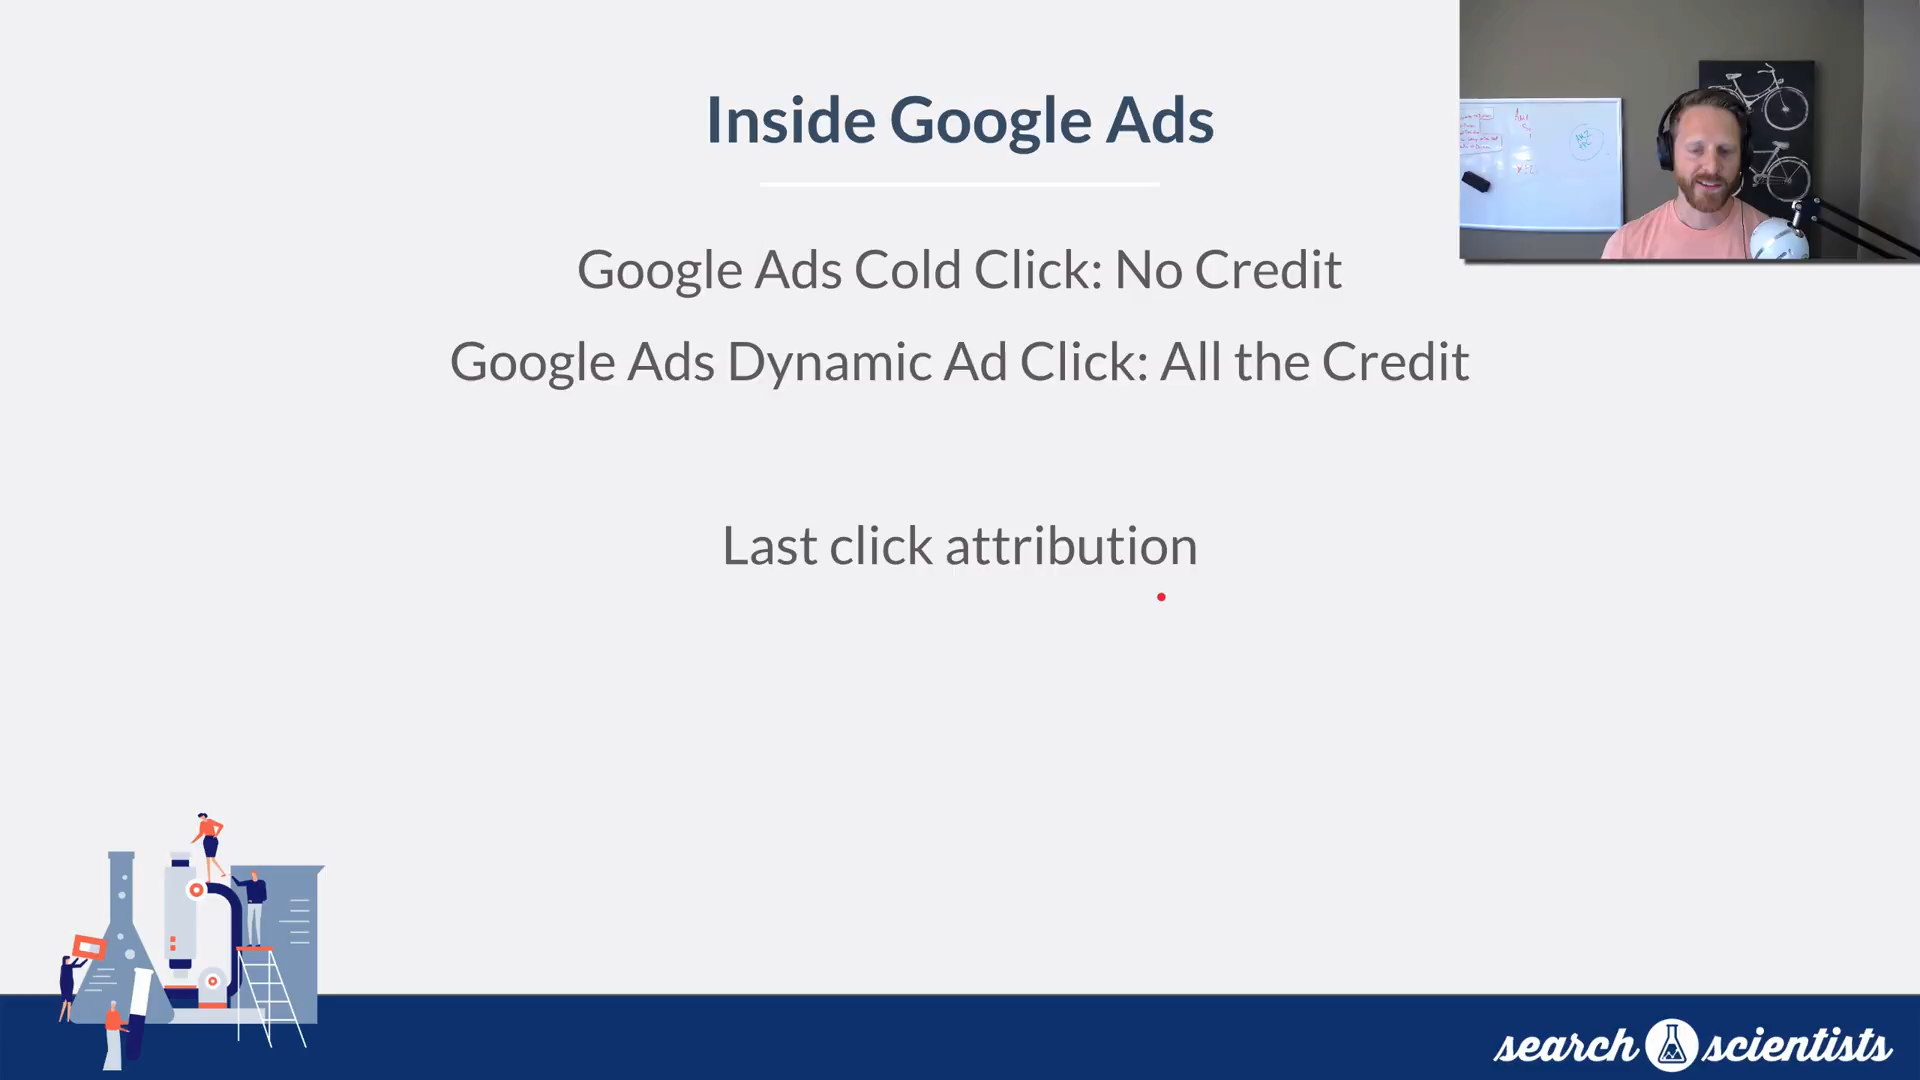 Inside Google Ads
Google Ads Cold Click: No Credit
Google Ads Dynamic Ad Click: All the Credit
Last click attribution
search scientists